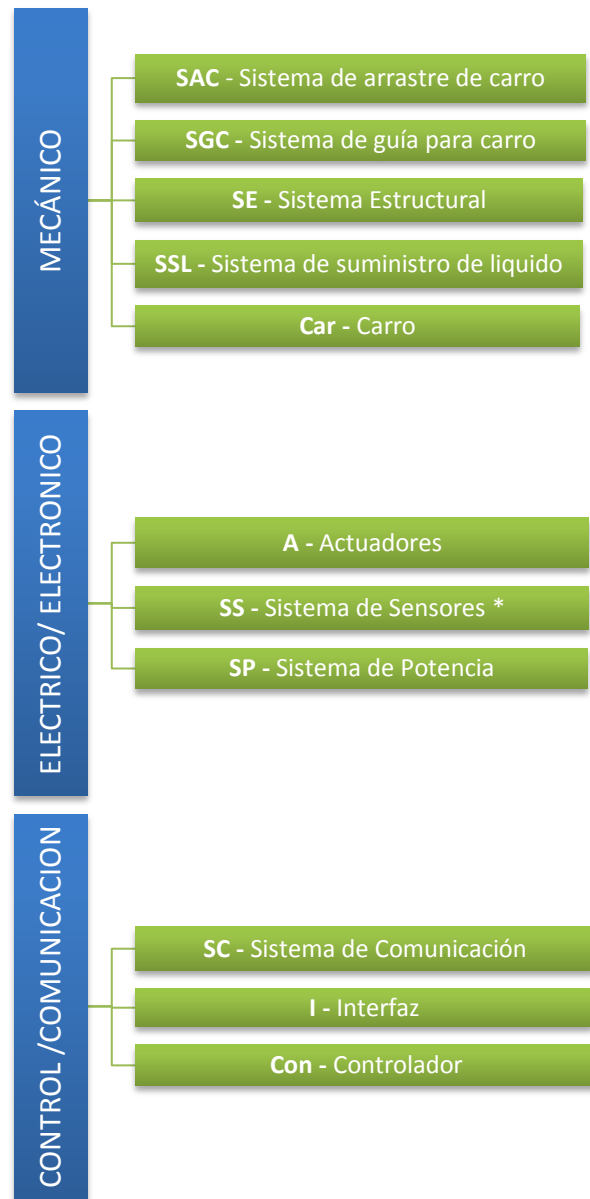 MECÁNICO
SAC - Sistema de arrastre de carro
SGC - Sistema de guía para carro
SE - Sistema Estructural
SSL - Sistema de suministro de liquido
Car - Carro
ELECTRICO/ ELECTRONICO
A - Actuadores
SS - Sistema de Sensores *
SP - Sistema de Potencia
CONTROL /COMUNICACION
SC - Sistema de Comunicación
I - Interfaz
Con - Controlador